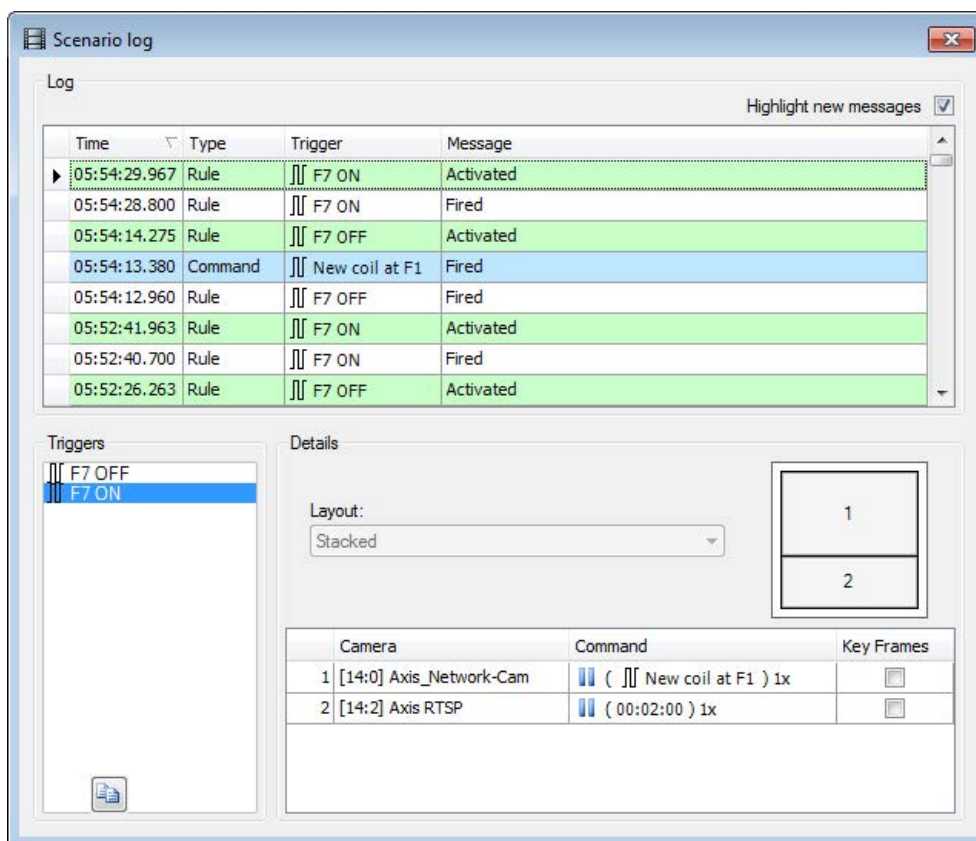 Scenario log
Log
Highlight new messages
Time Type Trigger Message
05:54:29.967 Rule F7 ON Activated
05:54:28.800 Rule F7 ON Fired
05:54:14.275 Rule F7 OFF Activated
05:54:13.380 Command New coil at F1 Fired
05:54:12.960 Rule F7 OFF Fired
05:52:41.963 Rule F7 ON Activated
05:52:40.700 Rule F7 ON Fired
05:52:26.263 Rule F7 OFF Activated
Triggers
F7 OFF
F7 ON
Details
Layout:
Stacked
1
2
Camera Command Key Frames
1 [14:0] Axis_Network-Cam ( New coil at F1 ) 1x
2 [14:2] Axis RTSP ( 00:02:00 ) 1x